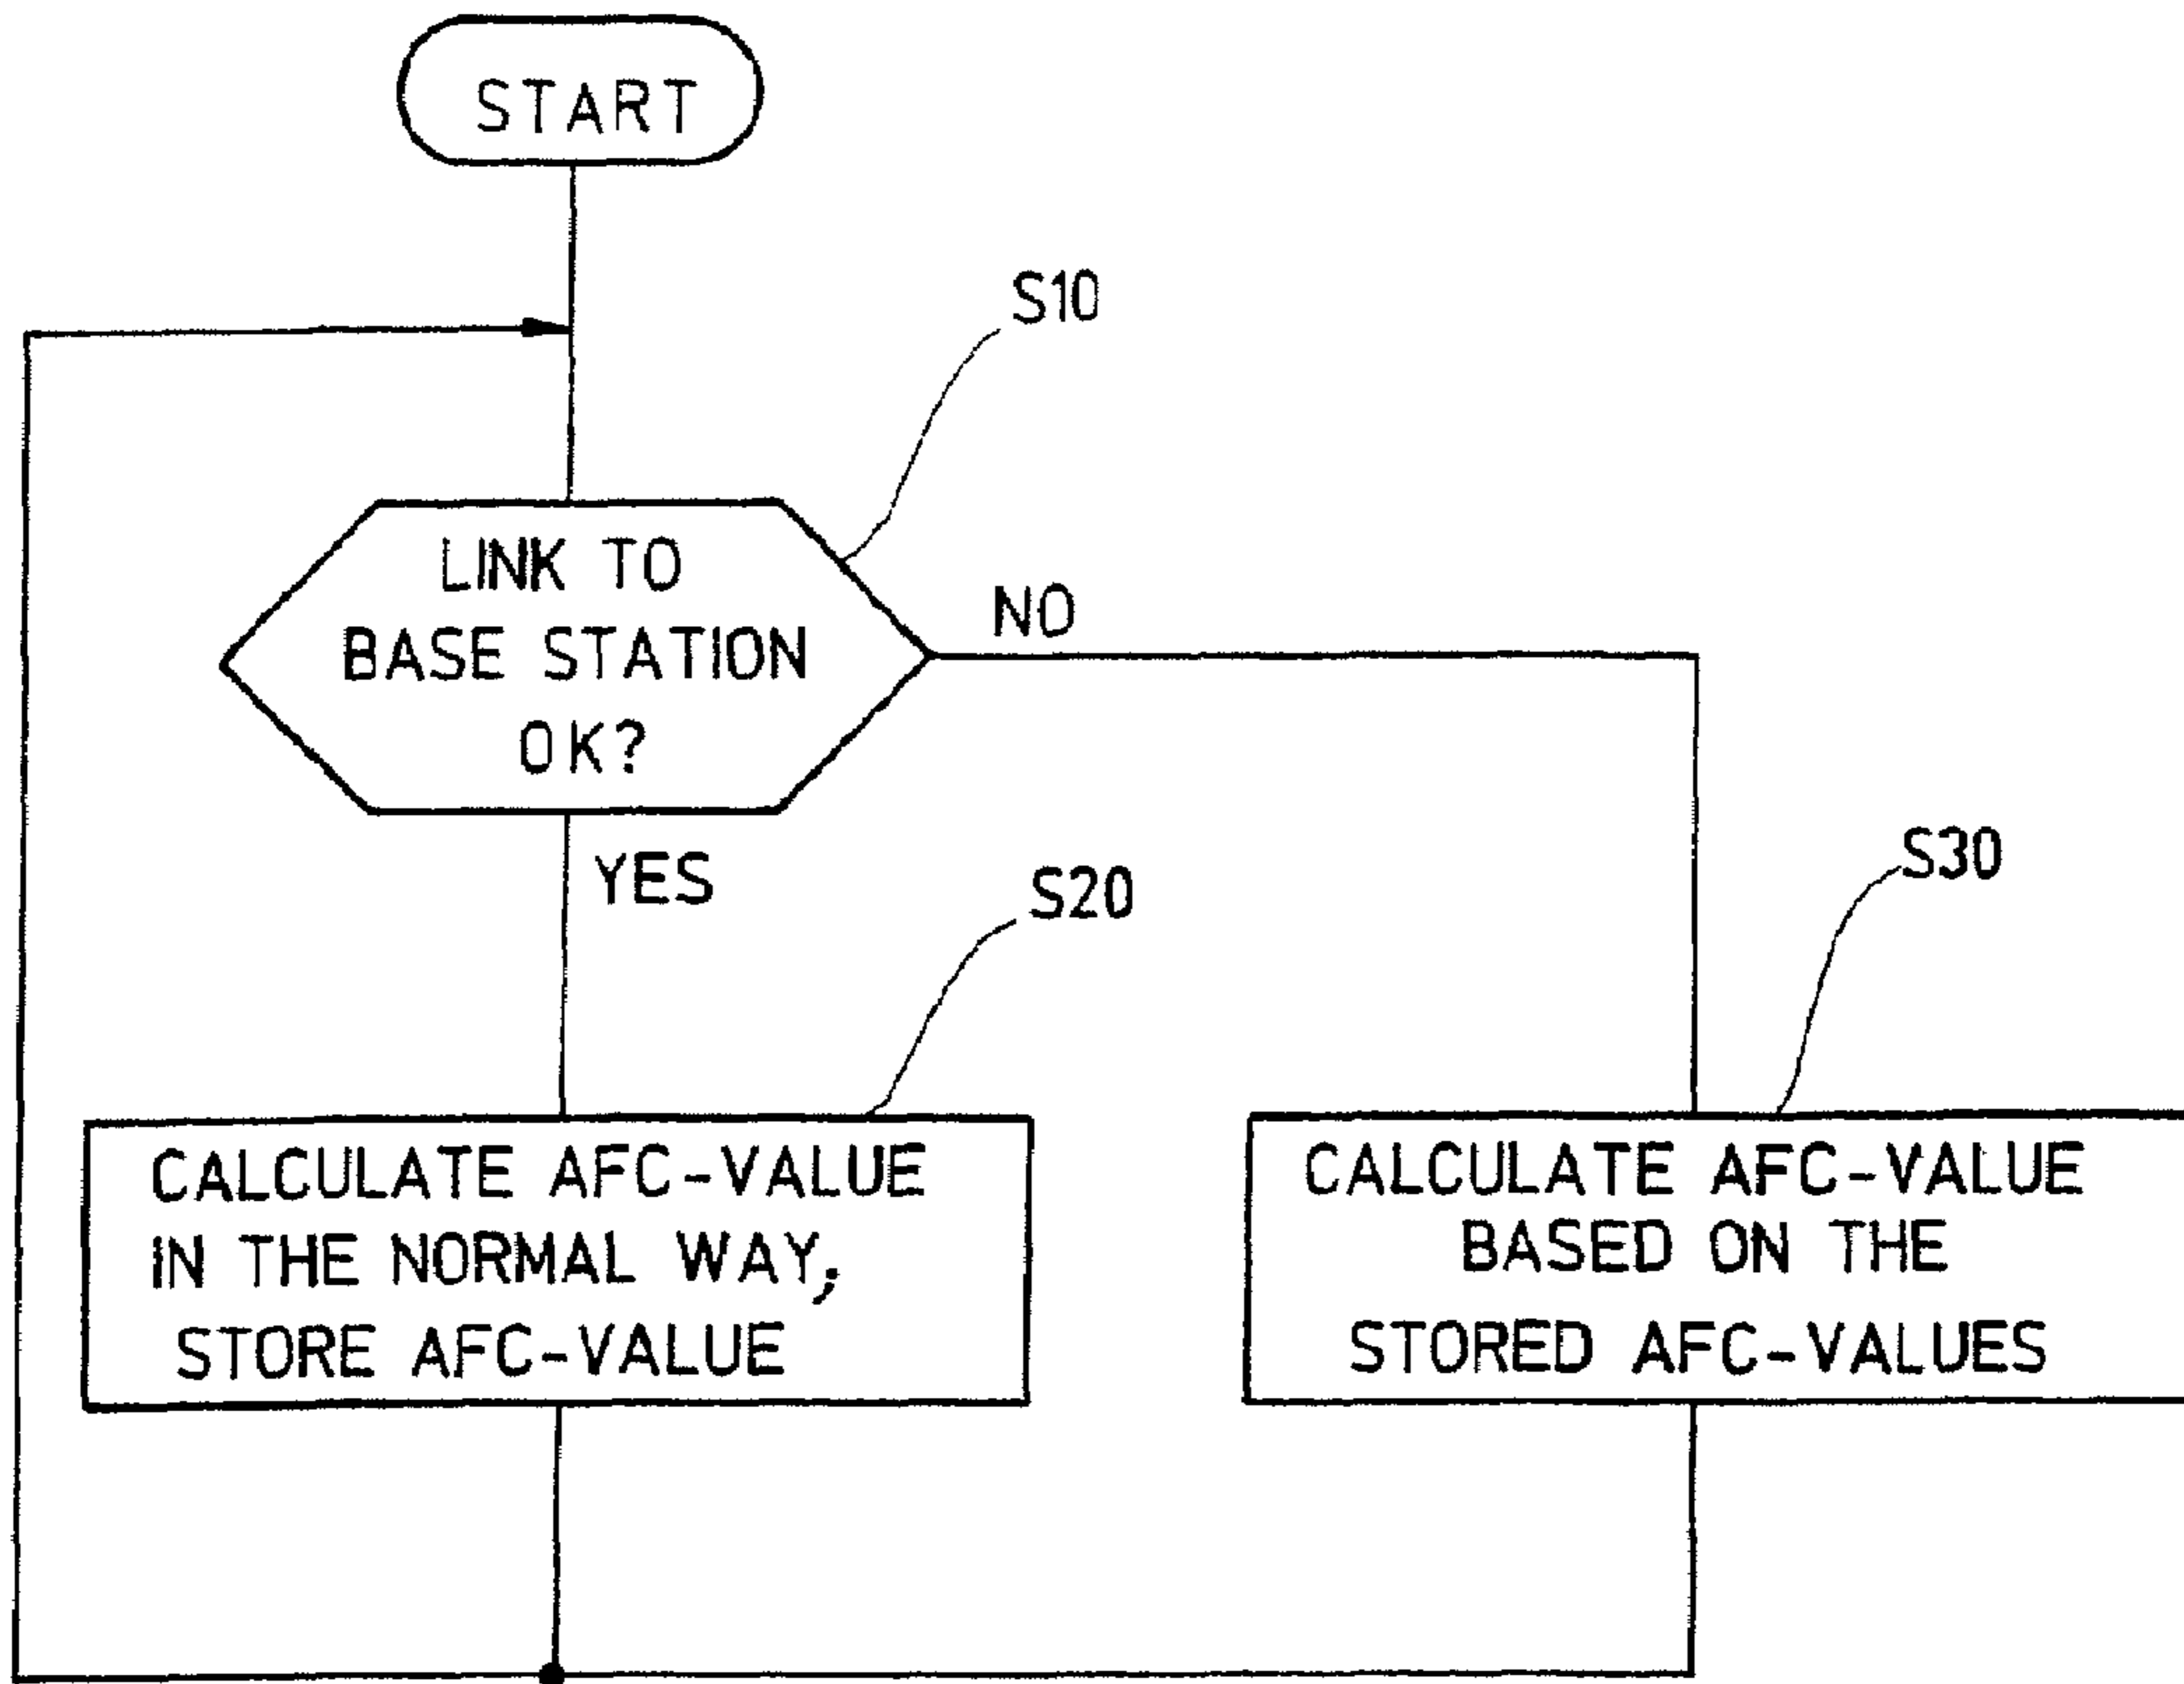 START
S10
LINK TO
BASE STATION
OK?
NO
YES
S20
S30
CALCULATE AFC-VALUE
IN THE NORMAL WAY;
STORE AFC-VALUE
CALCULATE AFC-VALUE
BASED ON THE
STORED AFC-VALUES